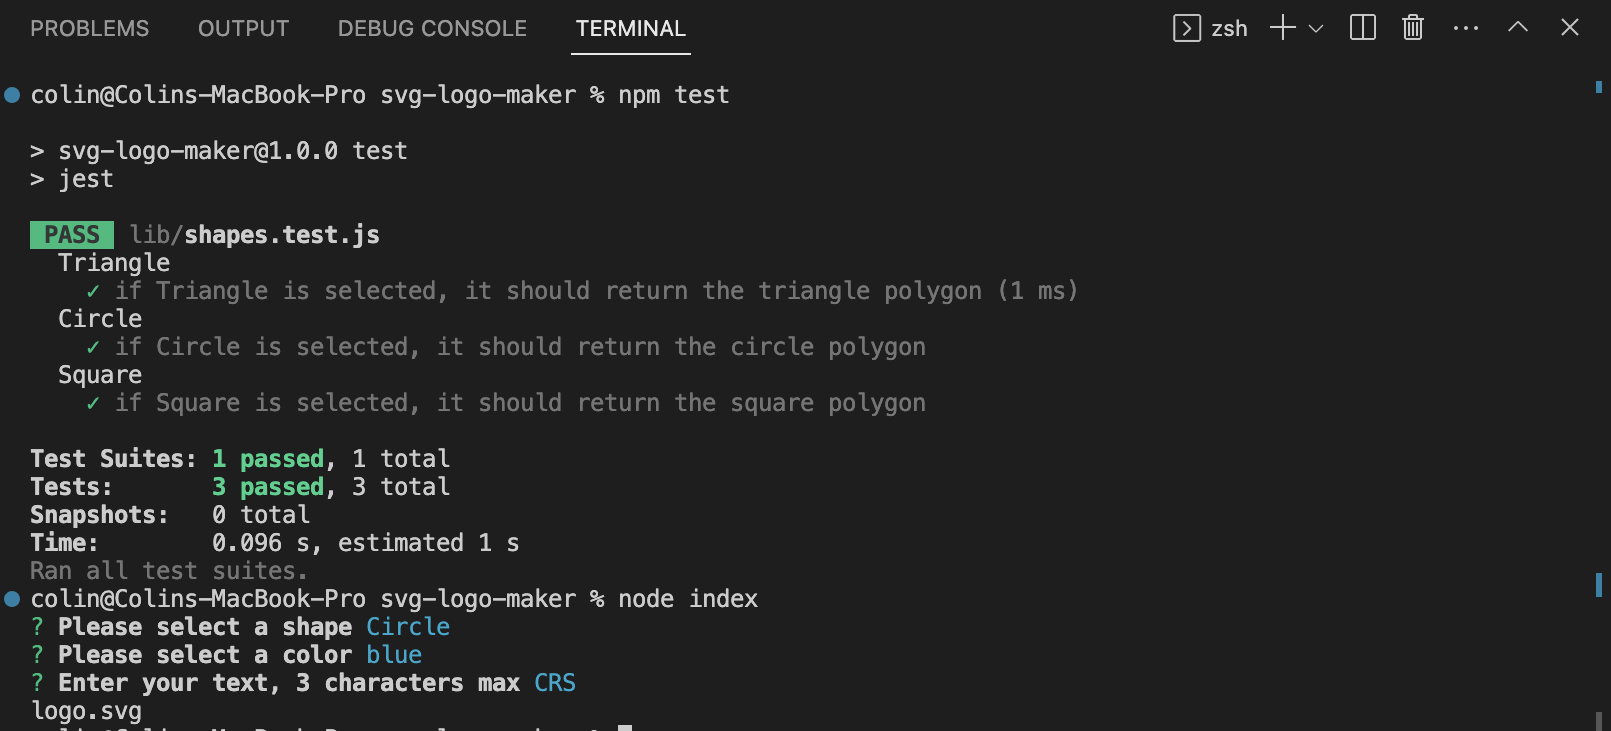 PROBLEMS OUTPUT DEBUG CONSOLE TERMINAL zsh
colin@Colins-MacBook-Pro svg-logo-maker % npm test
> svg-logo-maker@1.0.0 test
> jest
PASS lib/shapes.test.js
Triangle
✓ if Triangle is selected, it should return the triangle polygon (1 ms)
Circle
✓ if Circle is selected, it should return the circle polygon
Square
✓ if Square is selected, it should return the square polygon
Test Suites: 1 passed, 1 total
Tests: 3 passed, 3 total
Snapshots: 0 total
Time: 0.096 s, estimated 1 s
Ran all test suites.
colin@Colins-MacBook-Pro svg-logo-maker % node index
? Please select a shape Circle
? Please select a color blue
? Enter your text, 3 characters max CRS
logo.svg